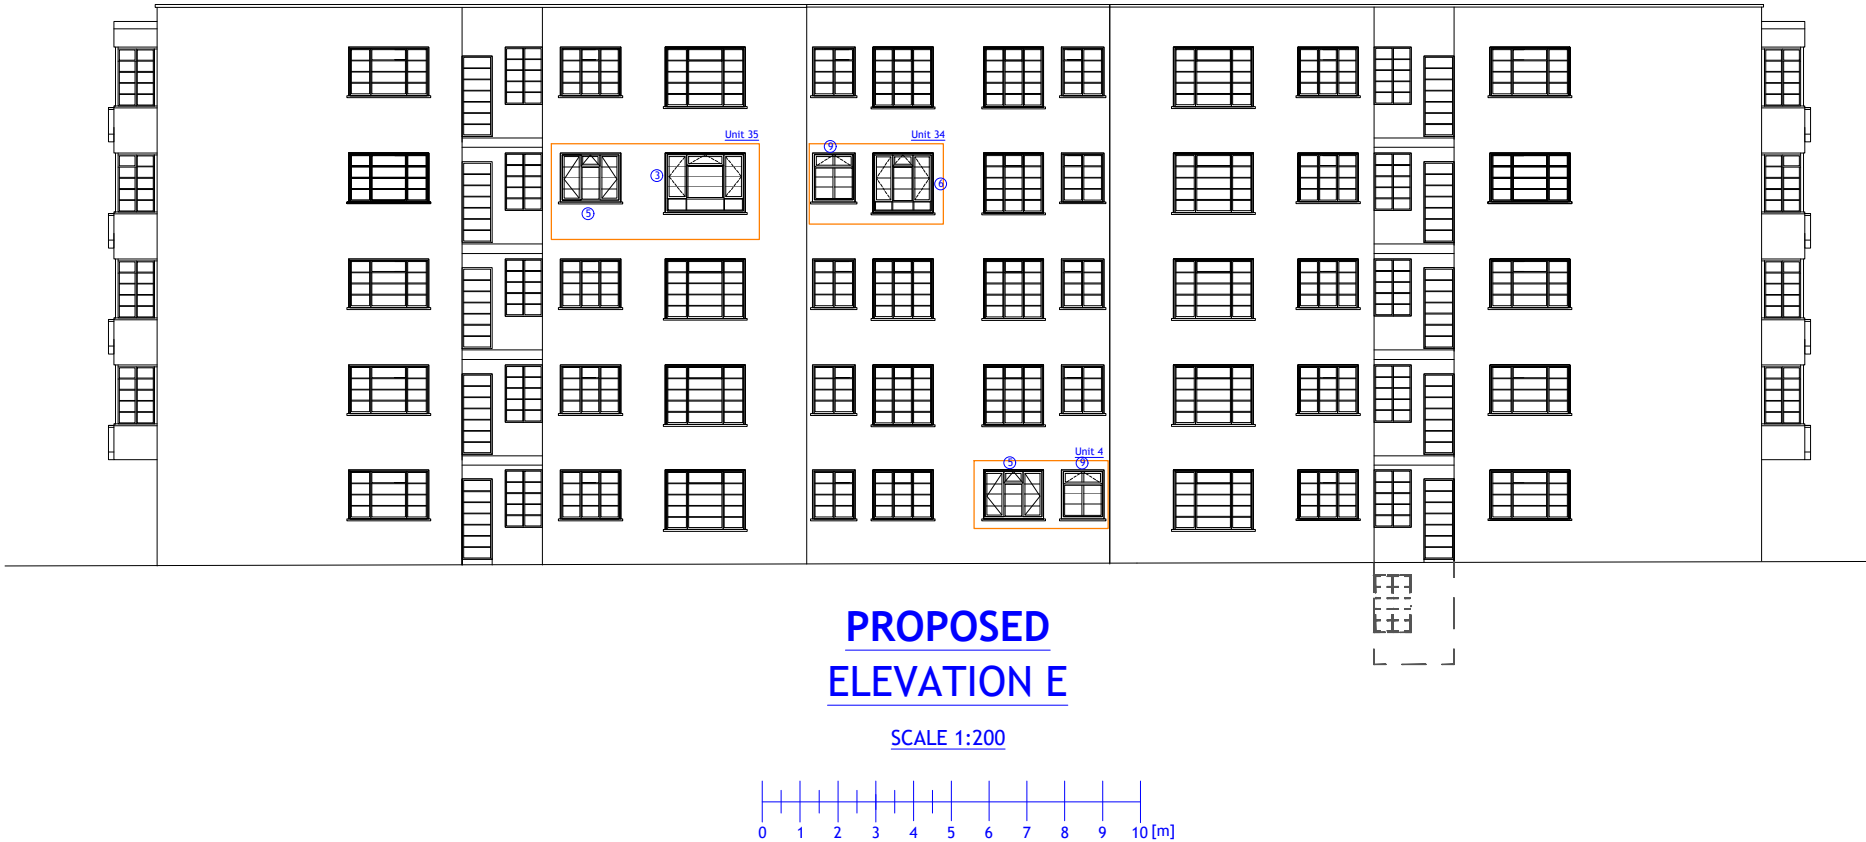 Unit 35
Unit 34
9
3
6
5
Unit 4
5
9
PROPOSED
ELEVATION E
SCALE 1:200
0 1 2 3 4 5 6 7 8 9 10 [m]